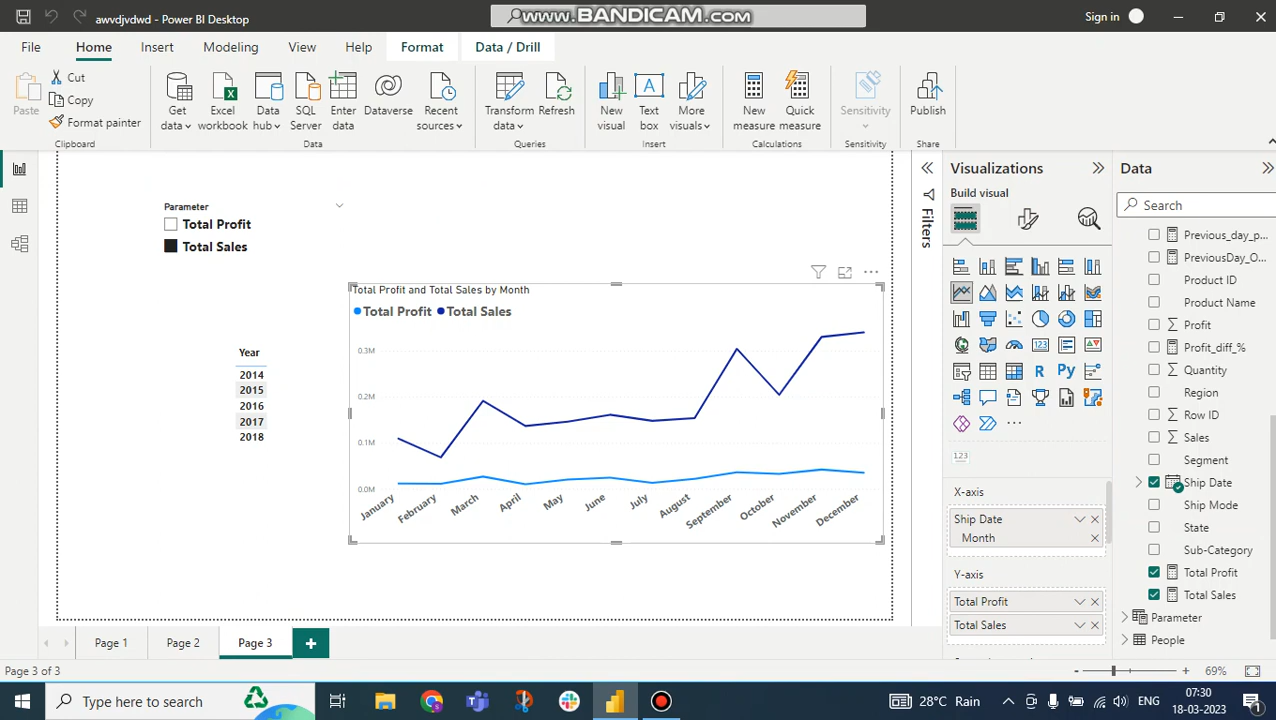 awvdjvdwd - Power BI Desktop
www.BANDICAM.com
Sign in
File
Home
Insert
Modeling
View
Help
Format
Data / Drill
Paste
Cut
Copy
Format painter
Clipboard
Get data
Excel workbook
Data hub
SQL Server
Enter data
Dataverse
Recent sources
Data
Transform data
Refresh
Queries
New visual
Text box
More visuals
Insert
New measure
Quick measure
Calculations
Sensitivity
Sensitivity
Publish
Share
Parameter
Total Profit
Total Sales
Year
2014
2015
2016
2017
2018
Total Profit and Total Sales by Month
Total Profit
Total Sales
0.3M
0.2M
0.1M
0.0M
January
February
March
April
May
June
July
August
September
October
November
December
Filters
Visualizations
Build visual
123
R
Py
...
123
X-axis
Ship Date
Month
Y-axis
Total Profit
Total Sales
Data
Search
Previous_day_p...
PreviousDay_O...
Product ID
Product Name
Profit
Profit_diff_%
Quantity
Region
Row ID
Sales
Segment
Ship Date
Ship Mode
State
Sub-Category
Total Profit
Total Sales
Parameter
People
Page 1
Page 2
Page 3
Page 3 of 3
69%
Type here to search
28°C Rain
ENG
07:30
18-03-2023